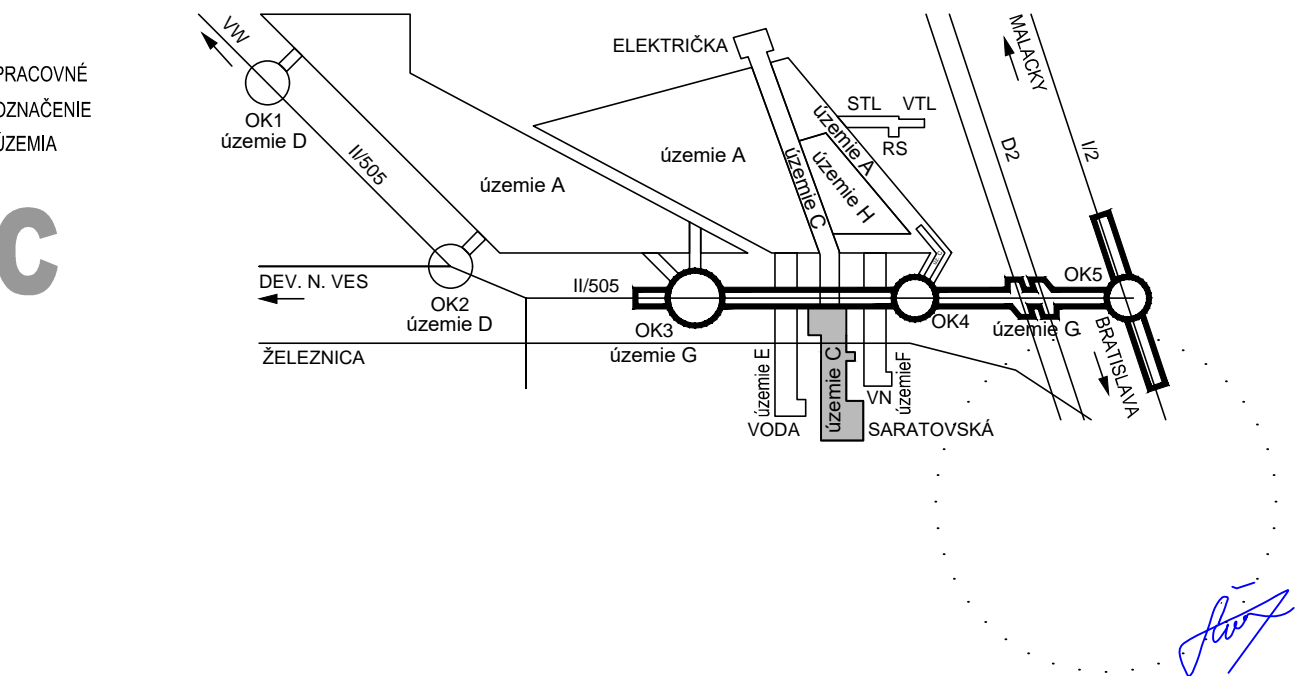 PRACOVNÉ
OZNAČENIE
ÚZEMIA
C
VW
OK1
územie D
II/505
DEV. N. VES
OK2
územie D
ŽELEZNICA
územie A
ELEKTRIČKA
územie A
územie C
územie A
územie H
STL VTL
RS
D2
MALACKY
I/2
II/505
OK3
územie G
OK4
OK5
územie G
BRATISLAVA
územie E
VODA
územie C
VN
územieF
SARATOVSKÁ